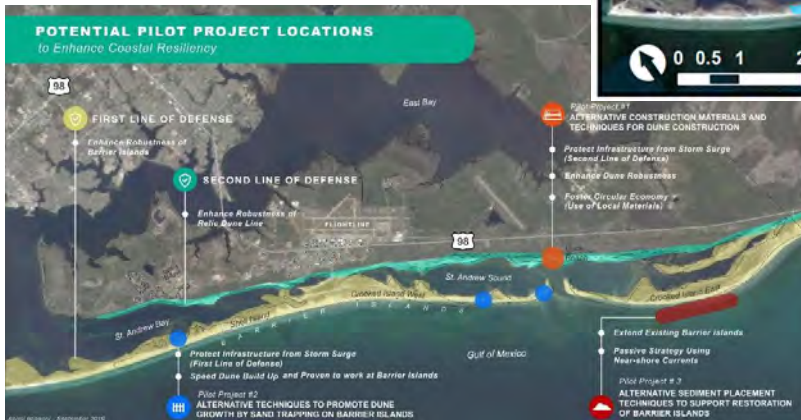 POTENTIAL PILOT PROJECT LOCATIONS
to Enhance Coastal Resiliency
0 0.5 1 2
98
FIRST LINE OF DEFENSE
Enhance Robustness of
Barrier Islands
SECOND LINE OF DEFENSE
Enhance Robustness of
Relic Dune Line
East Bay
Pilot Project #1
ALTERNATIVE CONSTRUCTION MATERIALS AND
TECHNIQUES FOR DUNE CONSTRUCTION
Protect Infrastructure from Storm Surge
(Second Line of Defense)
Enhance Dune Robustness
Foster Circular Economy
(Use of Local Materials)
FLIGHTLINE
98
St. Andrew Sound
St. Andrew Bay
Shell Island
Crooked Island West
Crooked Island East
BARRIER ISLANDS
Gulf of Mexico
Protect Infrastructure from Storm Surge
(First Line of Defense)
Speed Dune Build Up and Proven to work at Barrier Islands
Pilot Project #2
ALTERNATIVE TECHNIQUES TO PROMOTE DUNE
GROWTH BY SAND TRAPPING ON BARRIER ISLANDS
Extend Existing Barrier islands
Passive Strategy Using
Near-shore Currents
Pilot Project #3
ALTERNATIVE SEDIMENT PLACEMENT
TECHNIQUES TO SUPPORT RESTORATION
OF BARRIER ISLANDS